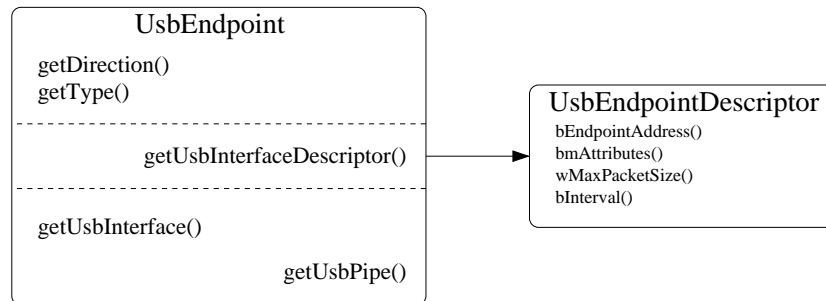 UsbEndpoint
getDirection()
getType()
getUsbInterfaceDescriptor()
getUsbInterface()
getUsbPipe()
UsbEndpointDescriptor
bEndpointAddress()
bmAttributes()
wMaxPacketSize()
bInterval()